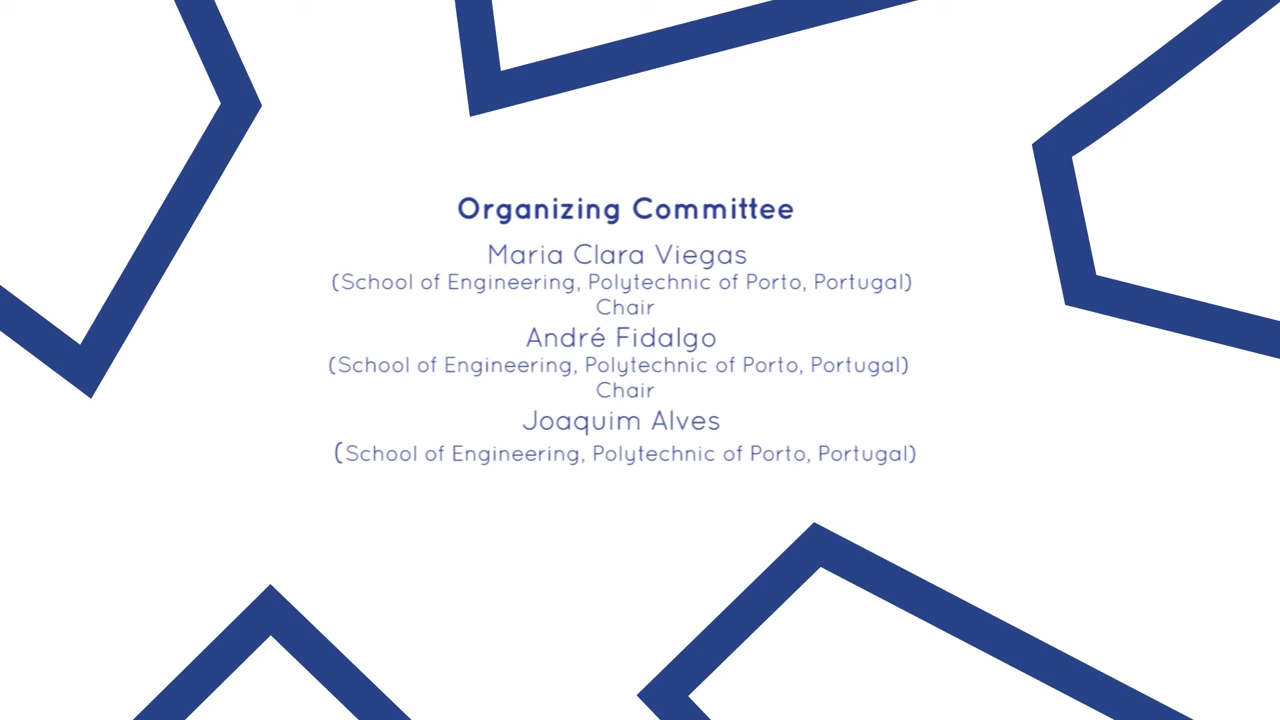 Organizing Committee
Maria Clara Viegas
(School of Engineering, Polytechnic of Porto, Portugal)
Chair
André Fidalgo
(School of Engineering, Polytechnic of Porto, Portugal)
Chair
Joaquim Alves
(School of Engineering, Polytechnic of Porto, Portugal)